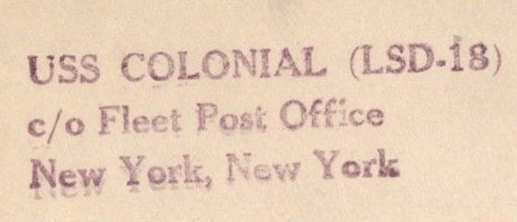 USS COLONIAL (LSD-18)
c/o Fleet Post Office
New York, New York